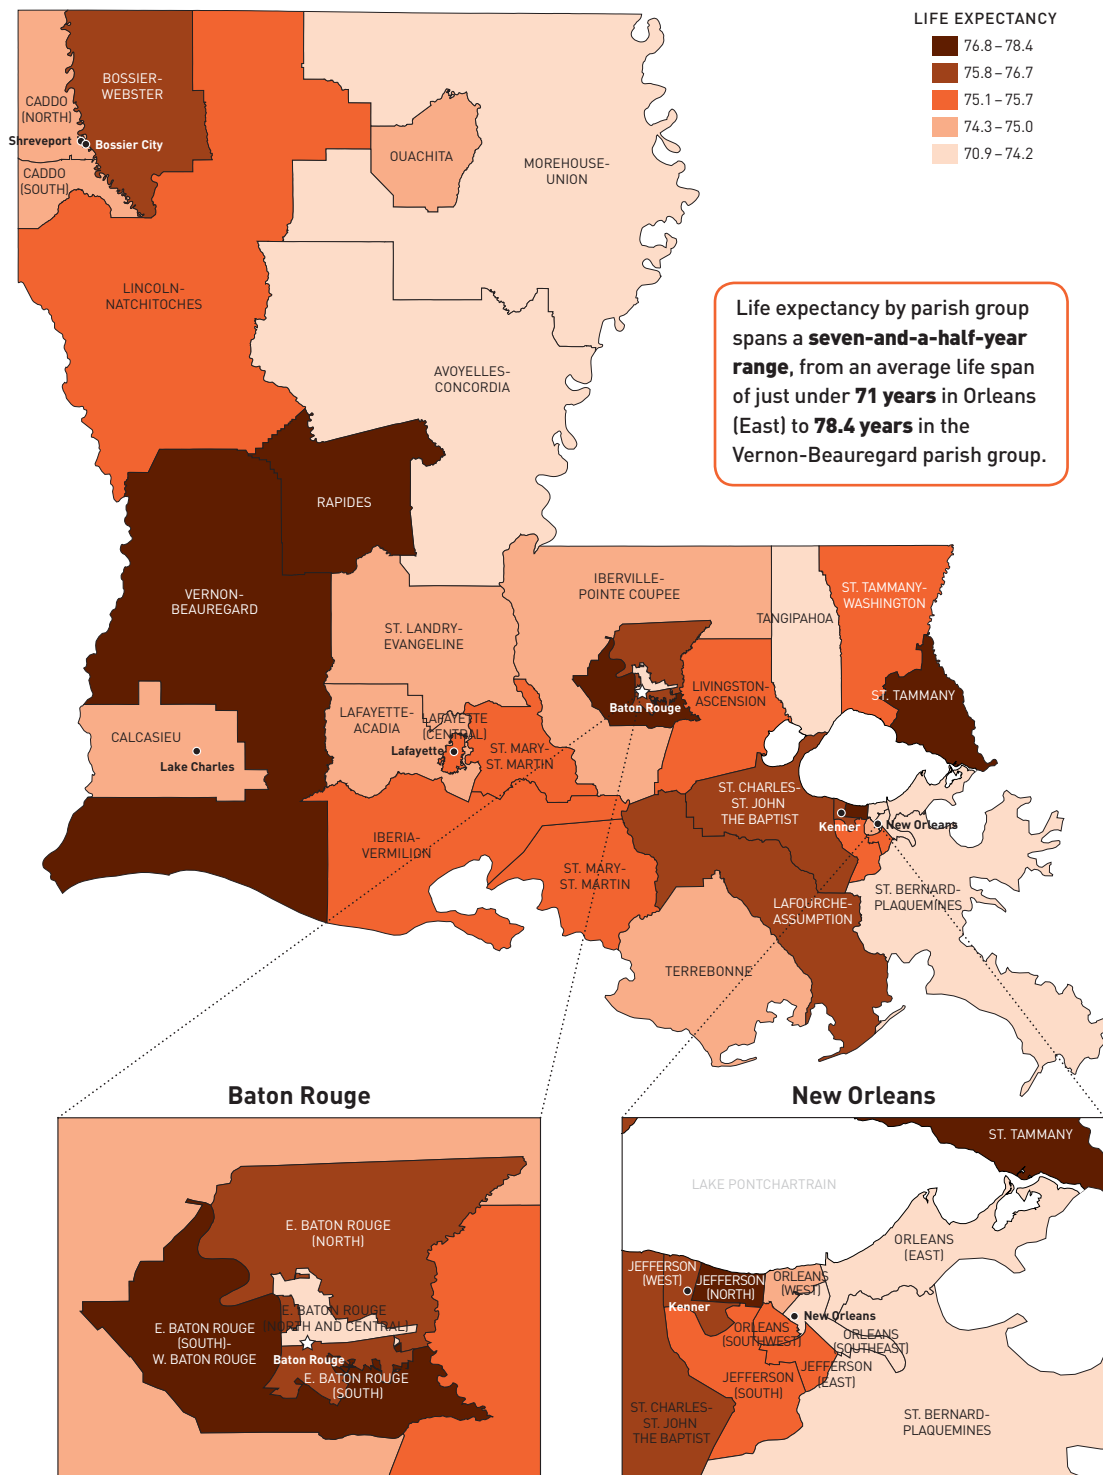 LIFE EXPECTANCY
76.8 – 78.4
75.8 – 76.7
75.1 – 75.7
74.3 – 75.0
70.9 – 74.2
BOSSIER-
WEBSTER
CADDO
(NORTH)
Shreveport
Bossier City
CADDO
(SOUTH)
OUACHITA
MOREHOUSE-
UNION
LINCOLN-
NATCHITOCHES
AVOYELLES-
CONCORDIA
Life expectancy by parish group
spans a seven-and-a-half-year
range, from an average life span
of just under 71 years in Orleans
(East) to 78.4 years in the
Vernon-Beauregard parish group.
RAPIDES
VERNON-
BEAUREGARD
IBERVILLE-
POINTE COUPEE
ST. TAMMANY-
WASHINGTON
TANGIPAHOA
ST. LANDRY-
EVANGELINE
LIVINGSTON-
ASCENSION
ST. TAMMANY
Baton Rouge
LAFAYETTE-
ACADIA
LAFAYETTE
(CENTRAL)
Lafayette
CALCASIEU
Lake Charles
ST. MARY-
ST. MARTIN
ST. CHARLES-
ST. JOHN
THE BAPTIST
Kenner
New Orleans
IBERIA-
VERMILION
ST. MARY-
ST. MARTIN
ST. BERNARD-
PLAQUEMINES
LAFOURCHE-
ASSUMPTION
TERREBONNE
Baton Rouge
E. BATON ROUGE
(NORTH)
E. BATON ROUGE
(NORTH AND CENTRAL)
E. BATON ROUGE
(SOUTH)-
W. BATON ROUGE
Baton Rouge
E. BATON ROUGE
(SOUTH)
New Orleans
ST. TAMMANY
LAKE PONTCHARTRAIN
ORLEANS
(EAST)
JEFFERSON
(WEST)
JEFFERSON
(NORTH)
ORLEANS
(WEST)
Kenner
New Orleans
ORLEANS
(SOUTHWEST)
ORLEANS
(SOUTHEAST)
JEFFERSON
(EAST)
JEFFERSON
(SOUTH)
ST. CHARLES-
ST. JOHN
THE BAPTIST
ST. BERNARD-
PLAQUEMINES